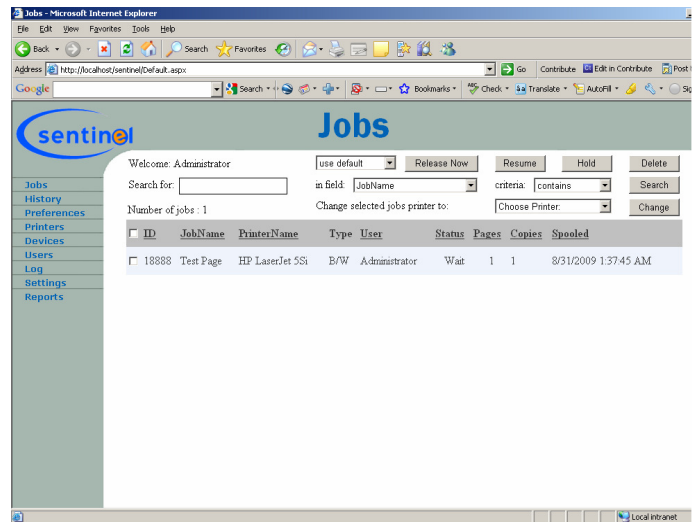 Jobs - Microsoft Internet Explorer
File Edit View Favorites Tools Help
Back Search Favorites
Address http://localhost/sentinel/Default.aspx Go Contribute Edit in Contribute Post
Google Search Bookmarks Check Translate AutoFill
sentinel
Jobs
Welcome: Administrator use default Release Now Resume Hold Delete
Search for: in field: JobName criteria: contains Search
Number of jobs : 1 Change selected jobs printer to: Choose Printer: Change
Jobs
History
Preferences
Printers
Devices
Users
Log
Settings
Reports
ID JobName PrinterName Type User Status Pages Copies Spooled
18888 Test Page HP LaserJet 5Si B/W Administrator Wait 1 1 8/31/2009 1:37:45 AM
Local intranet